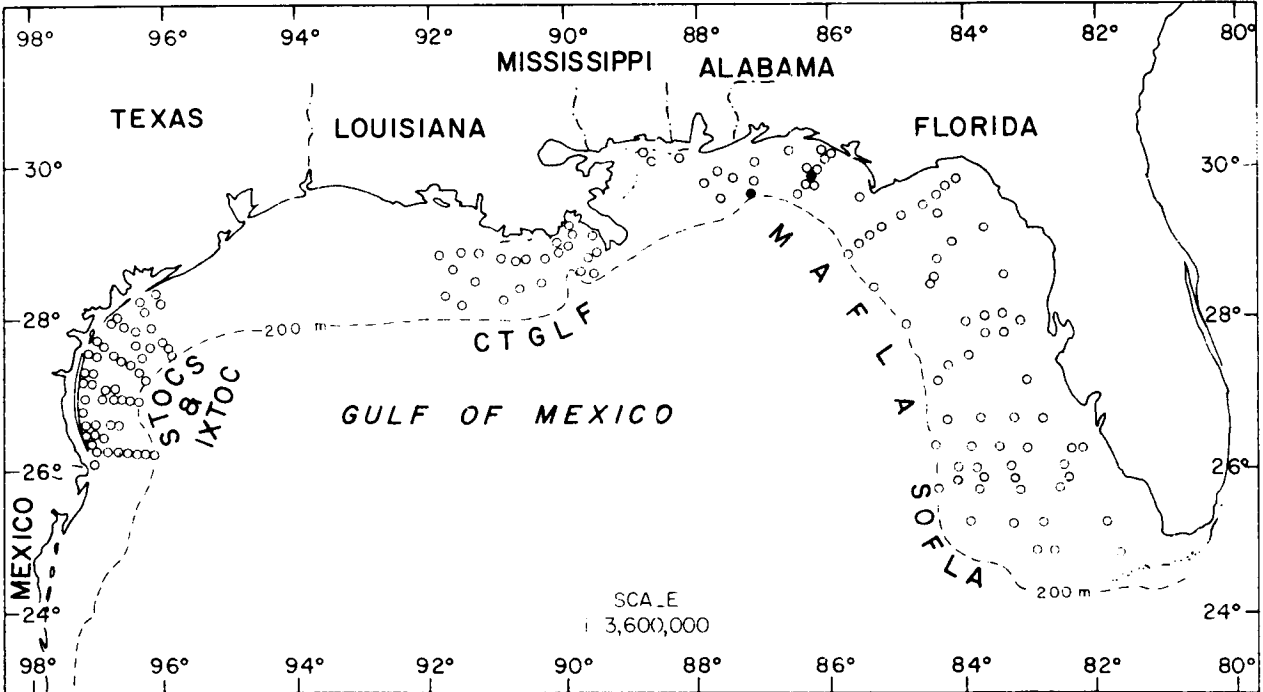 98° 96° 94° 92° 90° 88° 86° 84° 82° 80°
MISSISSIPPI ALABAMA
TEXAS LOUISIANA FLORIDA
30° 30°
MAFLA
28° 28°
200 m
CTGLF
STOCS
&
IXTOC
GULF OF MEXICO
26° 26°
MEXICO
SOFLA
200 m
SCALE
24° 24°
3,600,000
98° 96° 94° 92° 90° 88° 86° 84° 82° 80°